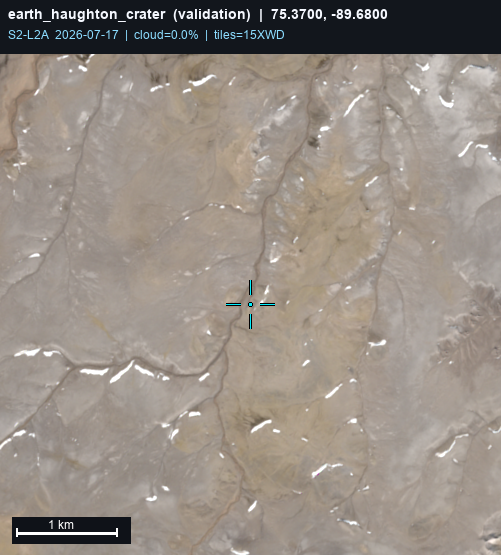 earth_haughton_crater (validation) | 75.3700, -89.6800
S2-L2A 2026-07-17 | cloud=0.0% | tiles=15XWD
1 km